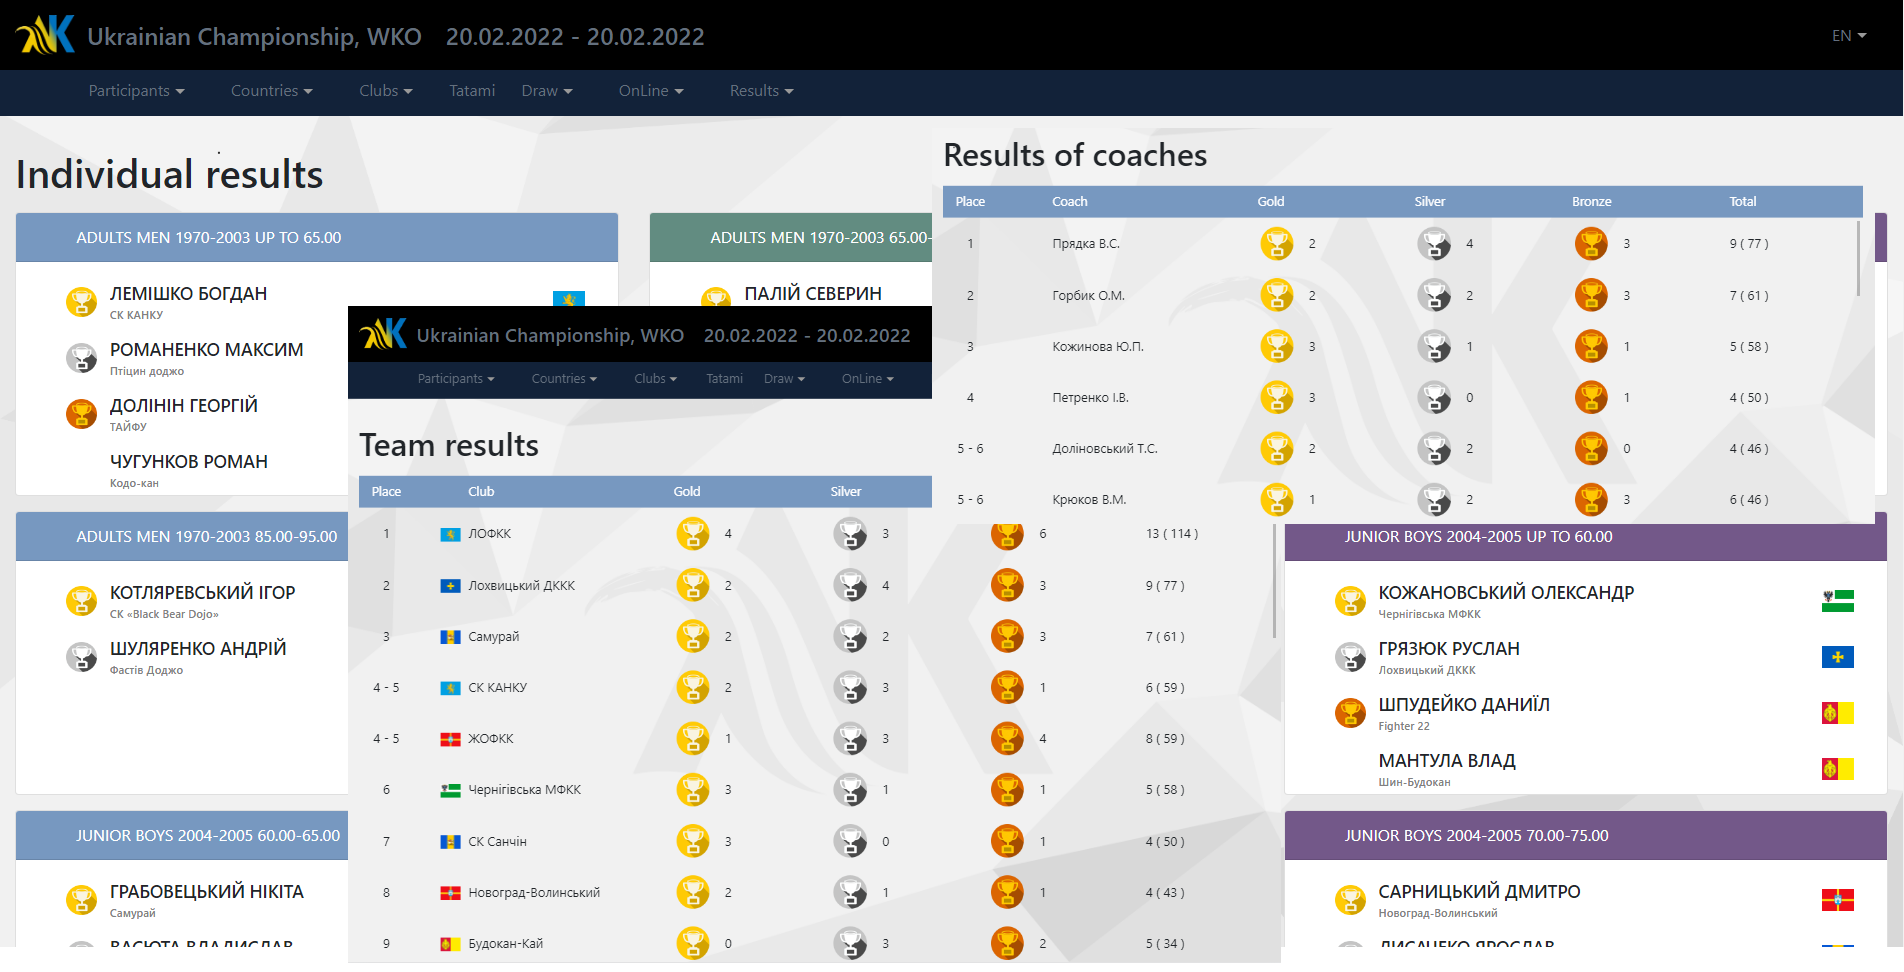 Ukrainian Championship, WKO 20.02.2022 - 20.02.2022
EN
Participants Countries Clubs Tatami Draw OnLine Results
Individual results
ADULTS MEN 1970-2003 UP TO 65.00
ЛЕМІШКО БОГДАН
СК КАНКУ
РОМАНЕНКО МАКСИМ
Птіцин доджо
ДОЛІНІН ГЕОРГІЙ
ТАЙФУ
ЧУГУНКОВ РОМАН
Кодо-кан
ADULTS MEN 1970-2003 65.00-
ПАЛІЙ СЕВЕРИН
ADULTS MEN 1970-2003 85.00-95.00
КОТЛЯРЕВСЬКИЙ ІГОР
СК «Black Bear Dojo»
ШУЛЯРЕНКО АНДРІЙ
Фастів Доджо
JUNIOR BOYS 2004-2005 60.00-65.00
ГРАБОВЕЦЬКИЙ НІКІТА
Самурай
ВАСЮТА ВЛАДИСЛАВ
Ukrainian Championship, WKO 20.02.2022 - 20.02.2022
Participants Countries Clubs Tatami Draw OnLine
Team results
Place Club Gold Silver
1 ЛОФКК 4 3 6 13 ( 114 )
2 Лохвицький ДККК 2 4 3 9 ( 77 )
3 Самурай 2 2 3 7 ( 61 )
4 - 5 СК КАНКУ 2 3 1 6 ( 59 )
4 - 5 ЖОФКК 1 3 4 8 ( 59 )
6 Чернігівська МФКК 3 1 1 5 ( 58 )
7 СК Санчін 3 0 1 4 ( 50 )
8 Новоград-Волинський 2 1 1 4 ( 43 )
9 Будокан-Кай 0 3 2 5 ( 34 )
Results of coaches
Place Coach Gold Silver Bronze Total
1 Прядка В.С. 2 4 3 9 ( 77 )
2 Горбик О.М. 2 2 3 7 ( 61 )
3 Кожинова Ю.П. 3 1 1 5 ( 58 )
4 Петренко І.В. 3 0 1 4 ( 50 )
5 - 6 Доліновський Т.С. 2 2 0 4 ( 46 )
5 - 6 Крюков В.М. 1 2 3 6 ( 46 )
JUNIOR BOYS 2004-2005 UP TO 60.00
КОЖАНОВСЬКИЙ ОЛЕКСАНДР
Чернігівська МФКК
ГРЯЗЮК РУСЛАН
Лохвицький ДККК
ШПУДЕЙКО ДАНИЇЛ
Fighter 22
МАНТУЛА ВЛАД
Шин-Будокан
JUNIOR BOYS 2004-2005 70.00-75.00
САРНИЦЬКИЙ ДМИТРО
Новоград-Волинський
ЯРОСЛАВ